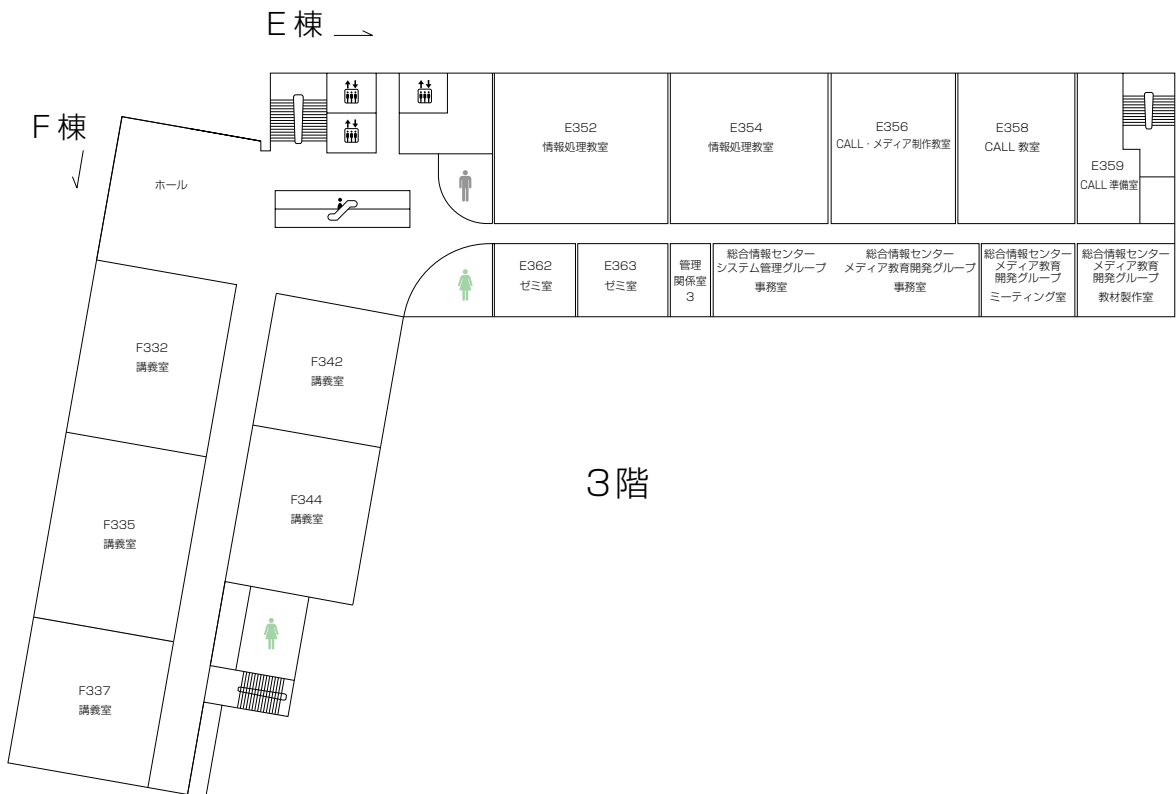 E棟
F棟
ホール
E352
情報処理教室
E354
情報処理教室
E356
CALL・メディア制作教室
E358
CALL 教室
E359
CALL 準備室
E362
ゼミ室
E363
ゼミ室
管理
関係室
3
総合情報センター
システム管理グループ
事務室
総合情報センター
メディア教育開発グループ
事務室
総合情報センター
メディア教育
開発グループ
ミーティング室
総合情報センター
メディア教育
開発グループ
教材製作室
F332
講義室
F342
講義室
F335
講義室
F344
講義室
F337
講義室
3階